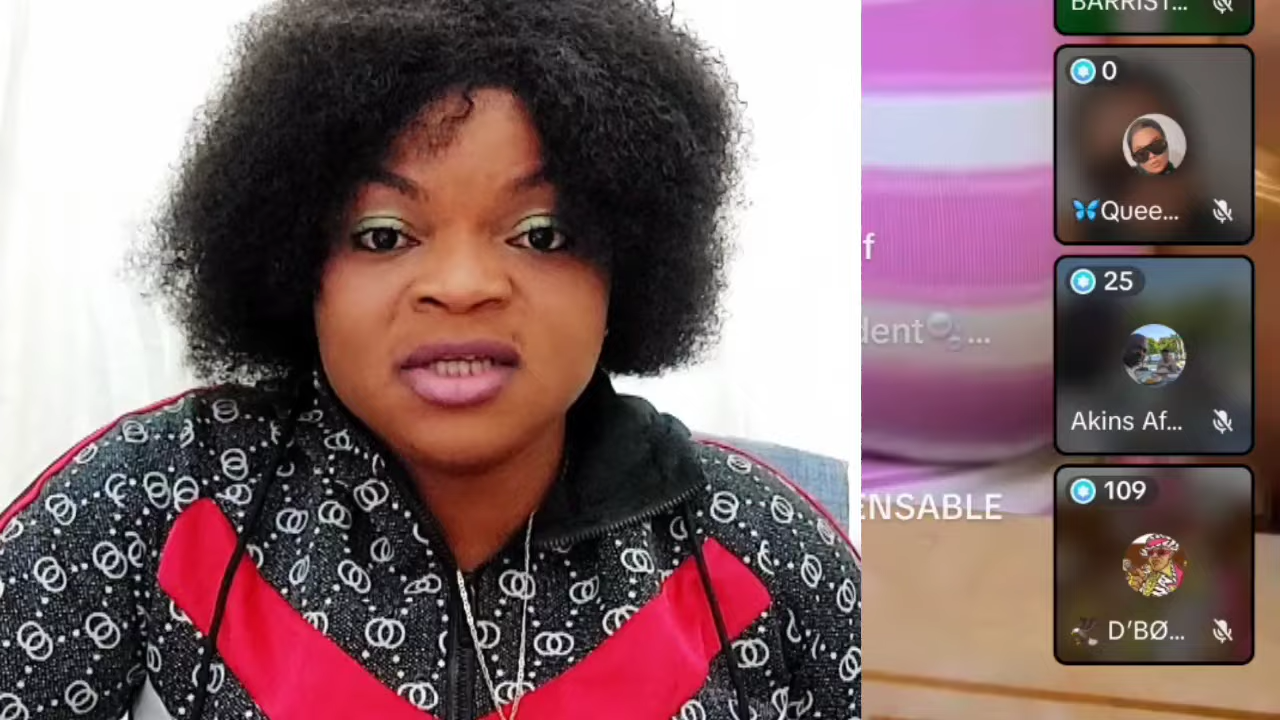 BARRIST...
0
🦋Quee...
f
25
dent🫧...
Akins Af...
109
ENSABLE
D'BØ...